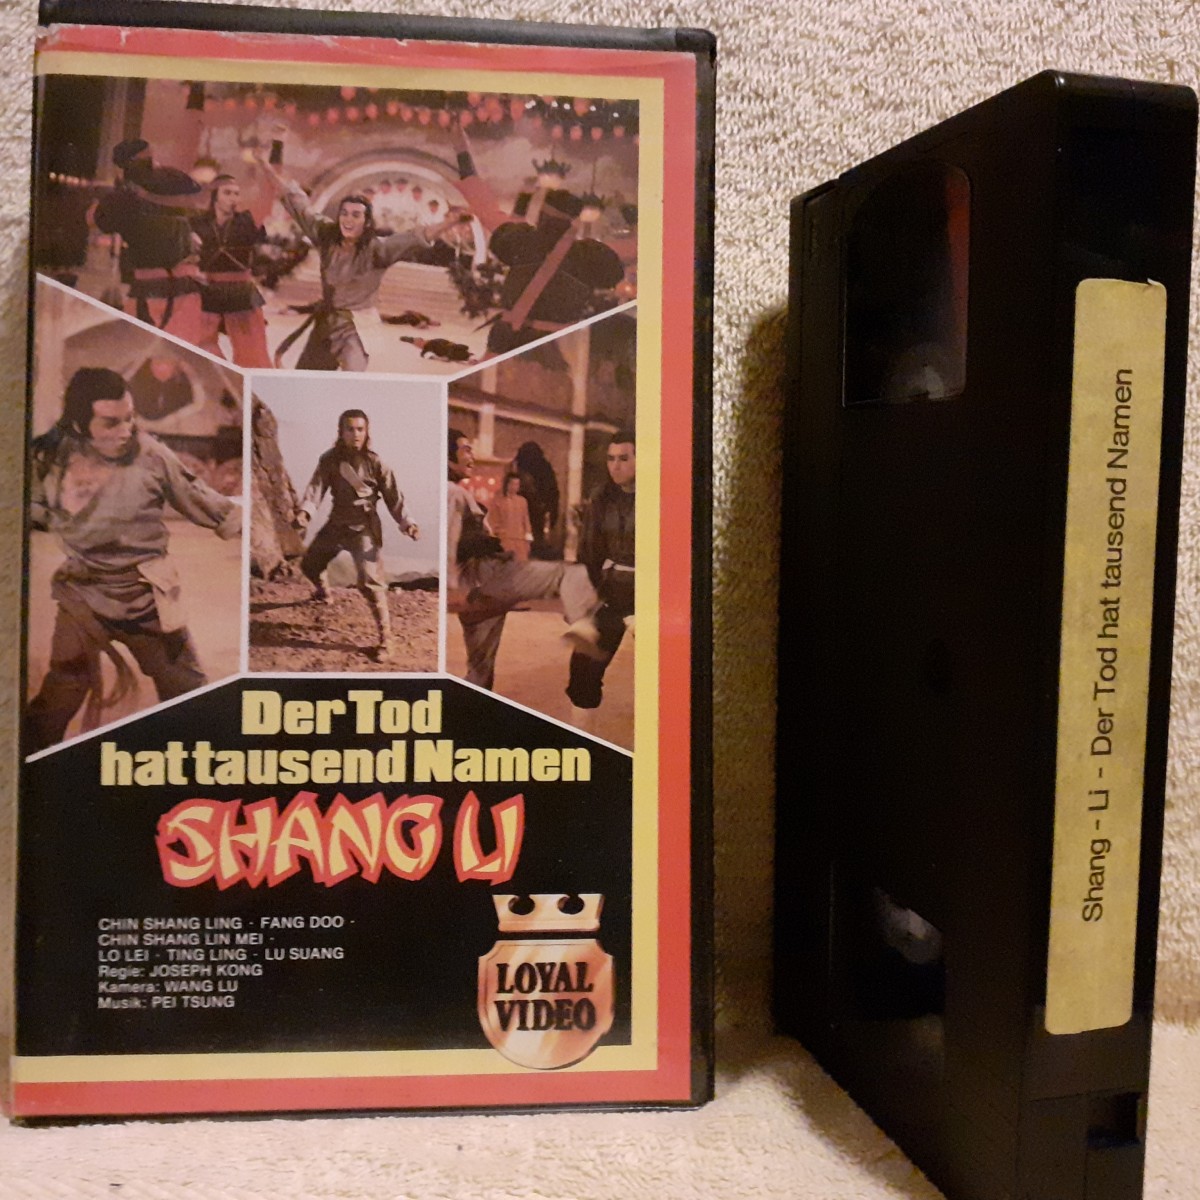 Der Tod
hat tausend Namen
SHANG LI
CHIN SHANG LING - FANG DOO -
CHIN SHANG LIN MEI -
LO LEI - TING LING - LU SUANG
Regie: JOSEPH KONG
Kamera: WANG LU
Musik: PEI TSUNG
LOYAL
VIDEO
Shang - Li - Der Tod hat tausend Namen